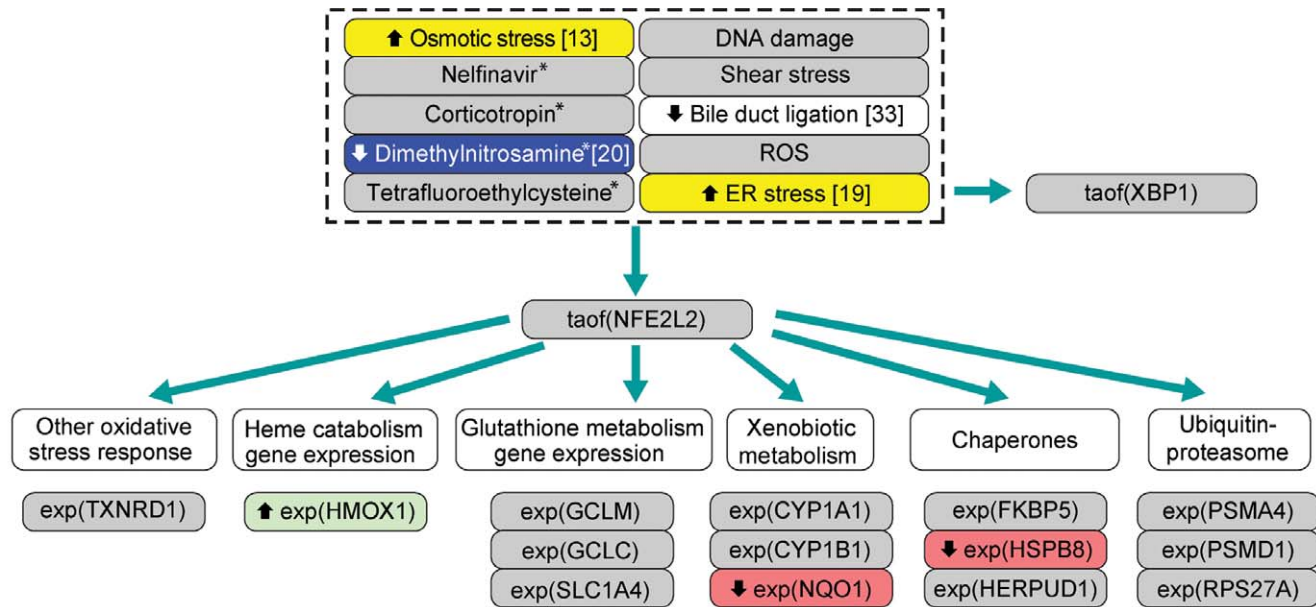 ⬆ Osmotic stress [13]
DNA damage
Nelfinavir*
Shear stress
Corticotropin*
⬇ Bile duct ligation [33]
⬇ Dimethylnitrosamine*[20]
ROS
Tetrafluoroethylcysteine*
⬆ ER stress [19]
taof(XBP1)
taof(NFE2L2)
Other oxidative
stress response
Heme catabolism
gene expression
Glutathione metabolism
gene expression
Xenobiotic
metabolism
Chaperones
Ubiquitin-
proteasome
exp(TXNRD1)
⬆ exp(HMOX1)
exp(GCLM)
exp(GCLC)
exp(SLC1A4)
exp(CYP1A1)
exp(CYP1B1)
⬇ exp(NQO1)
exp(FKBP5)
⬇ exp(HSPB8)
exp(HERPUD1)
exp(PSMA4)
exp(PSMD1)
exp(RPS27A)